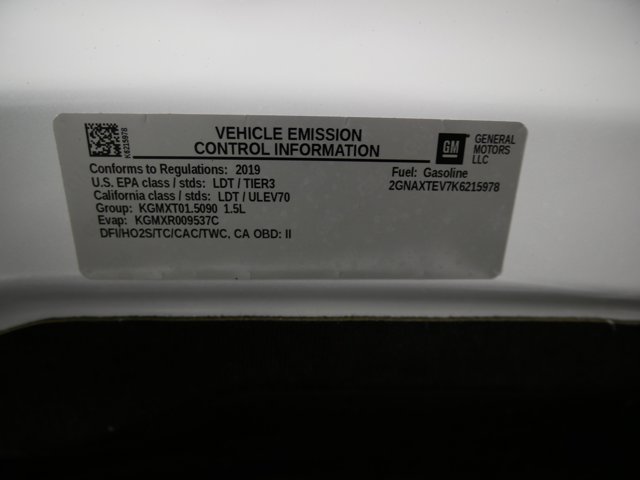 K6215978
VEHICLE EMISSION
CONTROL INFORMATION
GM
GENERAL
MOTORS
LLC
Conforms to Regulations: 2019
U.S. EPA class / stds: LDT / TIER3
California class / stds: LDT / ULEV70
Group: KGMXT01.5090 1.5L
Evap: KGMXR009537C
DFI/HO2S/TC/CAC/TWC, CA OBD: II
Fuel: Gasoline
2GNAXTEV7K6215978